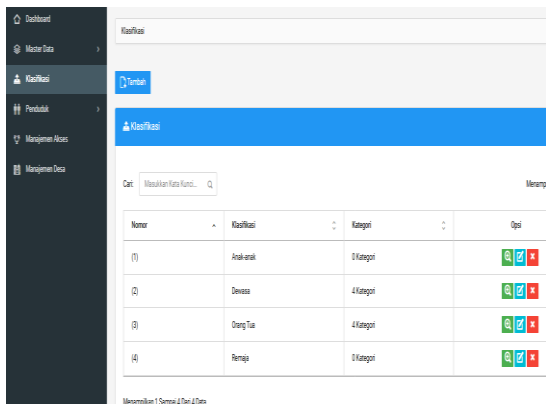 Dashboard
Master Data
Klasifikasi
Penduduk
Manajemen Akses
Manajemen Desa
Klasifikasi
Tambah
Klasifikasi
Cari: Masukkan Kata Kunci...
Menamp
Nomor Klasifikasi Kategori Opsi
(1) Anak-anak 0 Kategori
(2) Dewasa 4 Kategori
(3) Orang Tua 4 Kategori
(4) Remaja 0 Kategori
Menampilkan 1 Sampai 4 Dari 4 Data